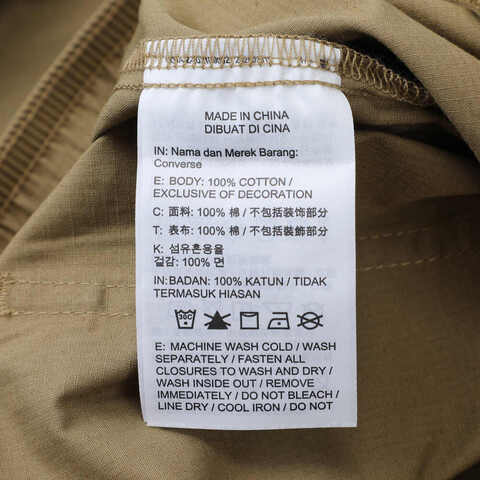 MADE IN CHINA
DIBUAT DI CINA
IN: Nama dan Merek Barang:
Converse
E: BODY: 100% COTTON /
EXCLUSIVE OF DECORATION
C: 面料: 100% 棉 / 不包括装饰部分
T: 表布: 100% 棉 / 不包括裝飾部分
K: 섬유혼용율
겉감: 100% 면
IN: BADAN: 100% KATUN / TIDAK
TERMASUK HIASAN
30C
E: MACHINE WASH COLD / WASH
SEPARATELY / FASTEN ALL
CLOSURES TO WASH AND DRY /
WASH INSIDE OUT / REMOVE
IMMEDIATELY / DO NOT BLEACH /
LINE DRY / COOL IRON / DO NOT